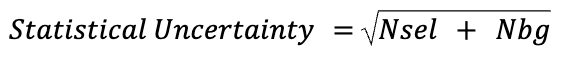 Statistical Uncertainty = √Nsel + Nbg